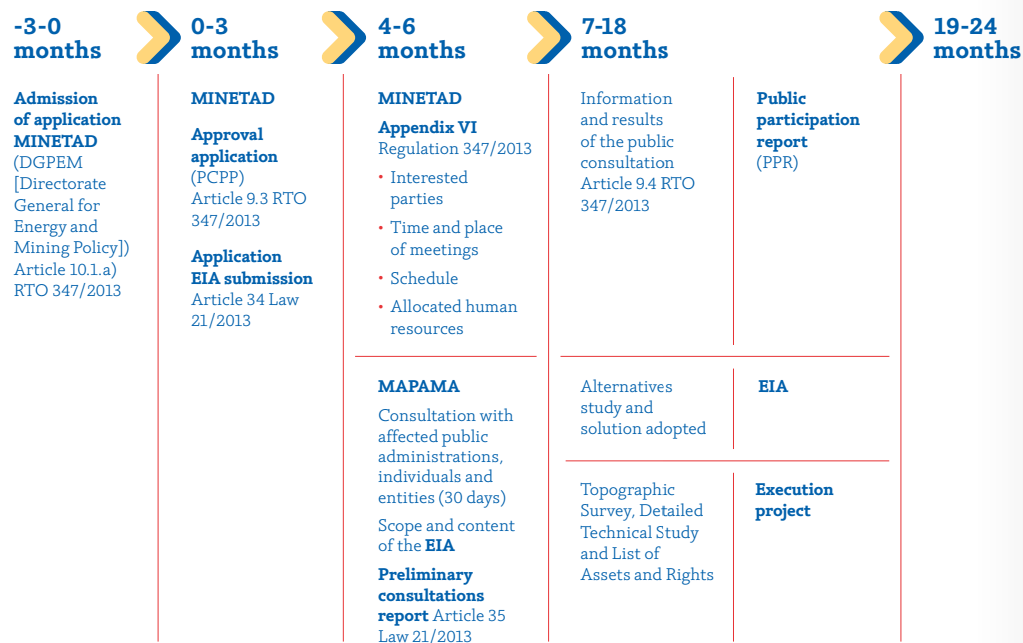 -3-0
months
0-3
months
4-6
months
7-18
months
19-24
months
Admission
of application
MINETAD
(DGPEM
[Directorate
General for
Energy and
Mining Policy])
Article 10.1.a)
RTO 347/2013
MINETAD
Approval
application
(PCPP)
Article 9.3 RTO
347/2013
Application
EIA submission
Article 34 Law
21/2013
MINETAD
Appendix VI
Regulation 347/2013
• Interested
parties
• Time and place
of meetings
• Schedule
• Allocated human
resources
MAPAMA
Consultation with
affected public
administrations,
individuals and
entities (30 days)
Scope and content
of the EIA
Preliminary
consultations
report Article 35
Law 21/2013
Information
and results
of the public
consultation
Article 9.4 RTO
347/2013
Public
participation
report
(PPR)
Alternatives
study and
solution adopted
EIA
Topographic
Survey, Detailed
Technical Study
and List of
Assets and Rights
Execution
project